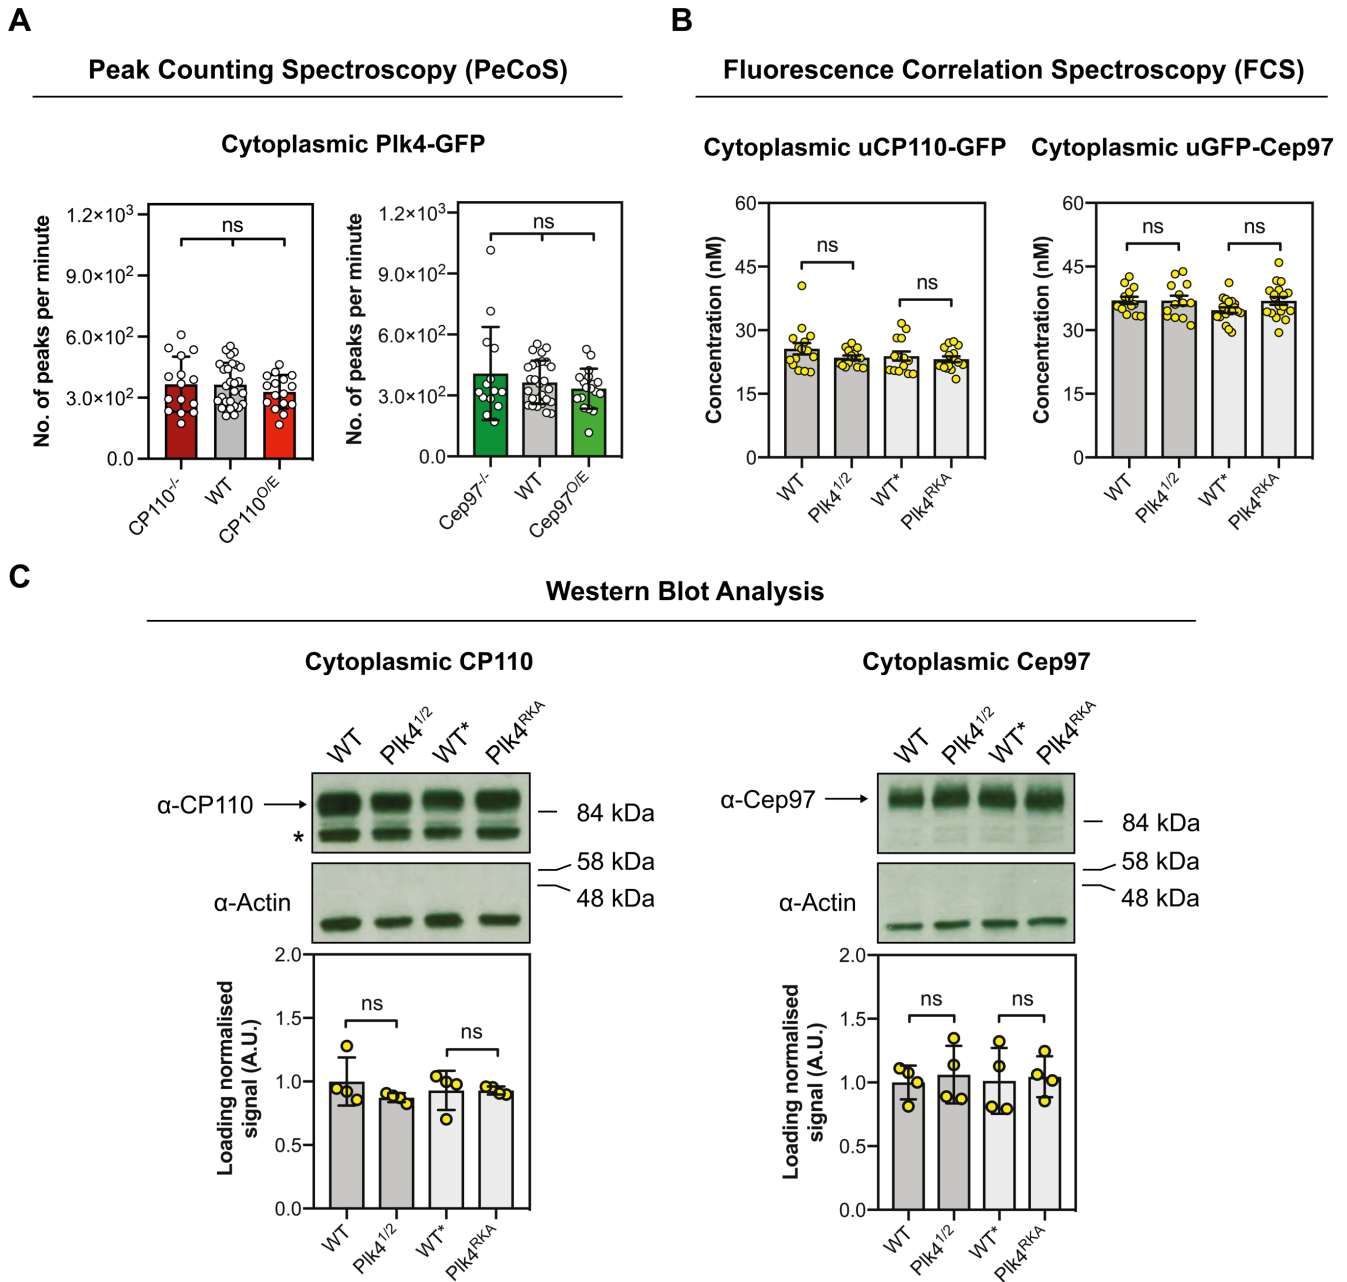 A
Peak Counting Spectroscopy (PeCoS)
Cytoplasmic Plk4-GFP
No. of peaks per minute
1.2×10³
9.0×10²
6.0×10²
3.0×10²
0.0
ns
CP110⁻/⁻
WT
CP110ᴼ/ᴱ
No. of peaks per minute
1.2×10³
9.0×10²
6.0×10²
3.0×10²
0.0
ns
Cep97⁻/⁻
WT
Cep97ᴼ/ᴱ
B
Fluorescence Correlation Spectroscopy (FCS)
Cytoplasmic uCP110-GFP
Concentration (nM)
60
45
30
15
0
ns
ns
WT
Plk4¹/²
WT*
Plk4ᴿᴷᴬ
Cytoplasmic uGFP-Cep97
Concentration (nM)
60
45
30
15
0
ns
ns
WT
Plk4¹/²
WT*
Plk4ᴿᴷᴬ
C
Western Blot Analysis
Cytoplasmic CP110
WT
Plk4¹/²
WT*
Plk4ᴿᴷᴬ
α-CP110
*
84 kDa
58 kDa
48 kDa
α-Actin
Loading normalised
signal (A.U.)
2.0
1.5
1.0
0.5
0.0
ns
ns
WT
Plk4¹/²
WT*
Plk4ᴿᴷᴬ
Cytoplasmic Cep97
WT
Plk4¹/²
WT*
Plk4ᴿᴷᴬ
α-Cep97
84 kDa
58 kDa
48 kDa
α-Actin
Loading normalised
signal (A.U.)
2.0
1.5
1.0
0.5
0.0
ns
ns
WT
Plk4¹/²
WT*
Plk4ᴿᴷᴬ